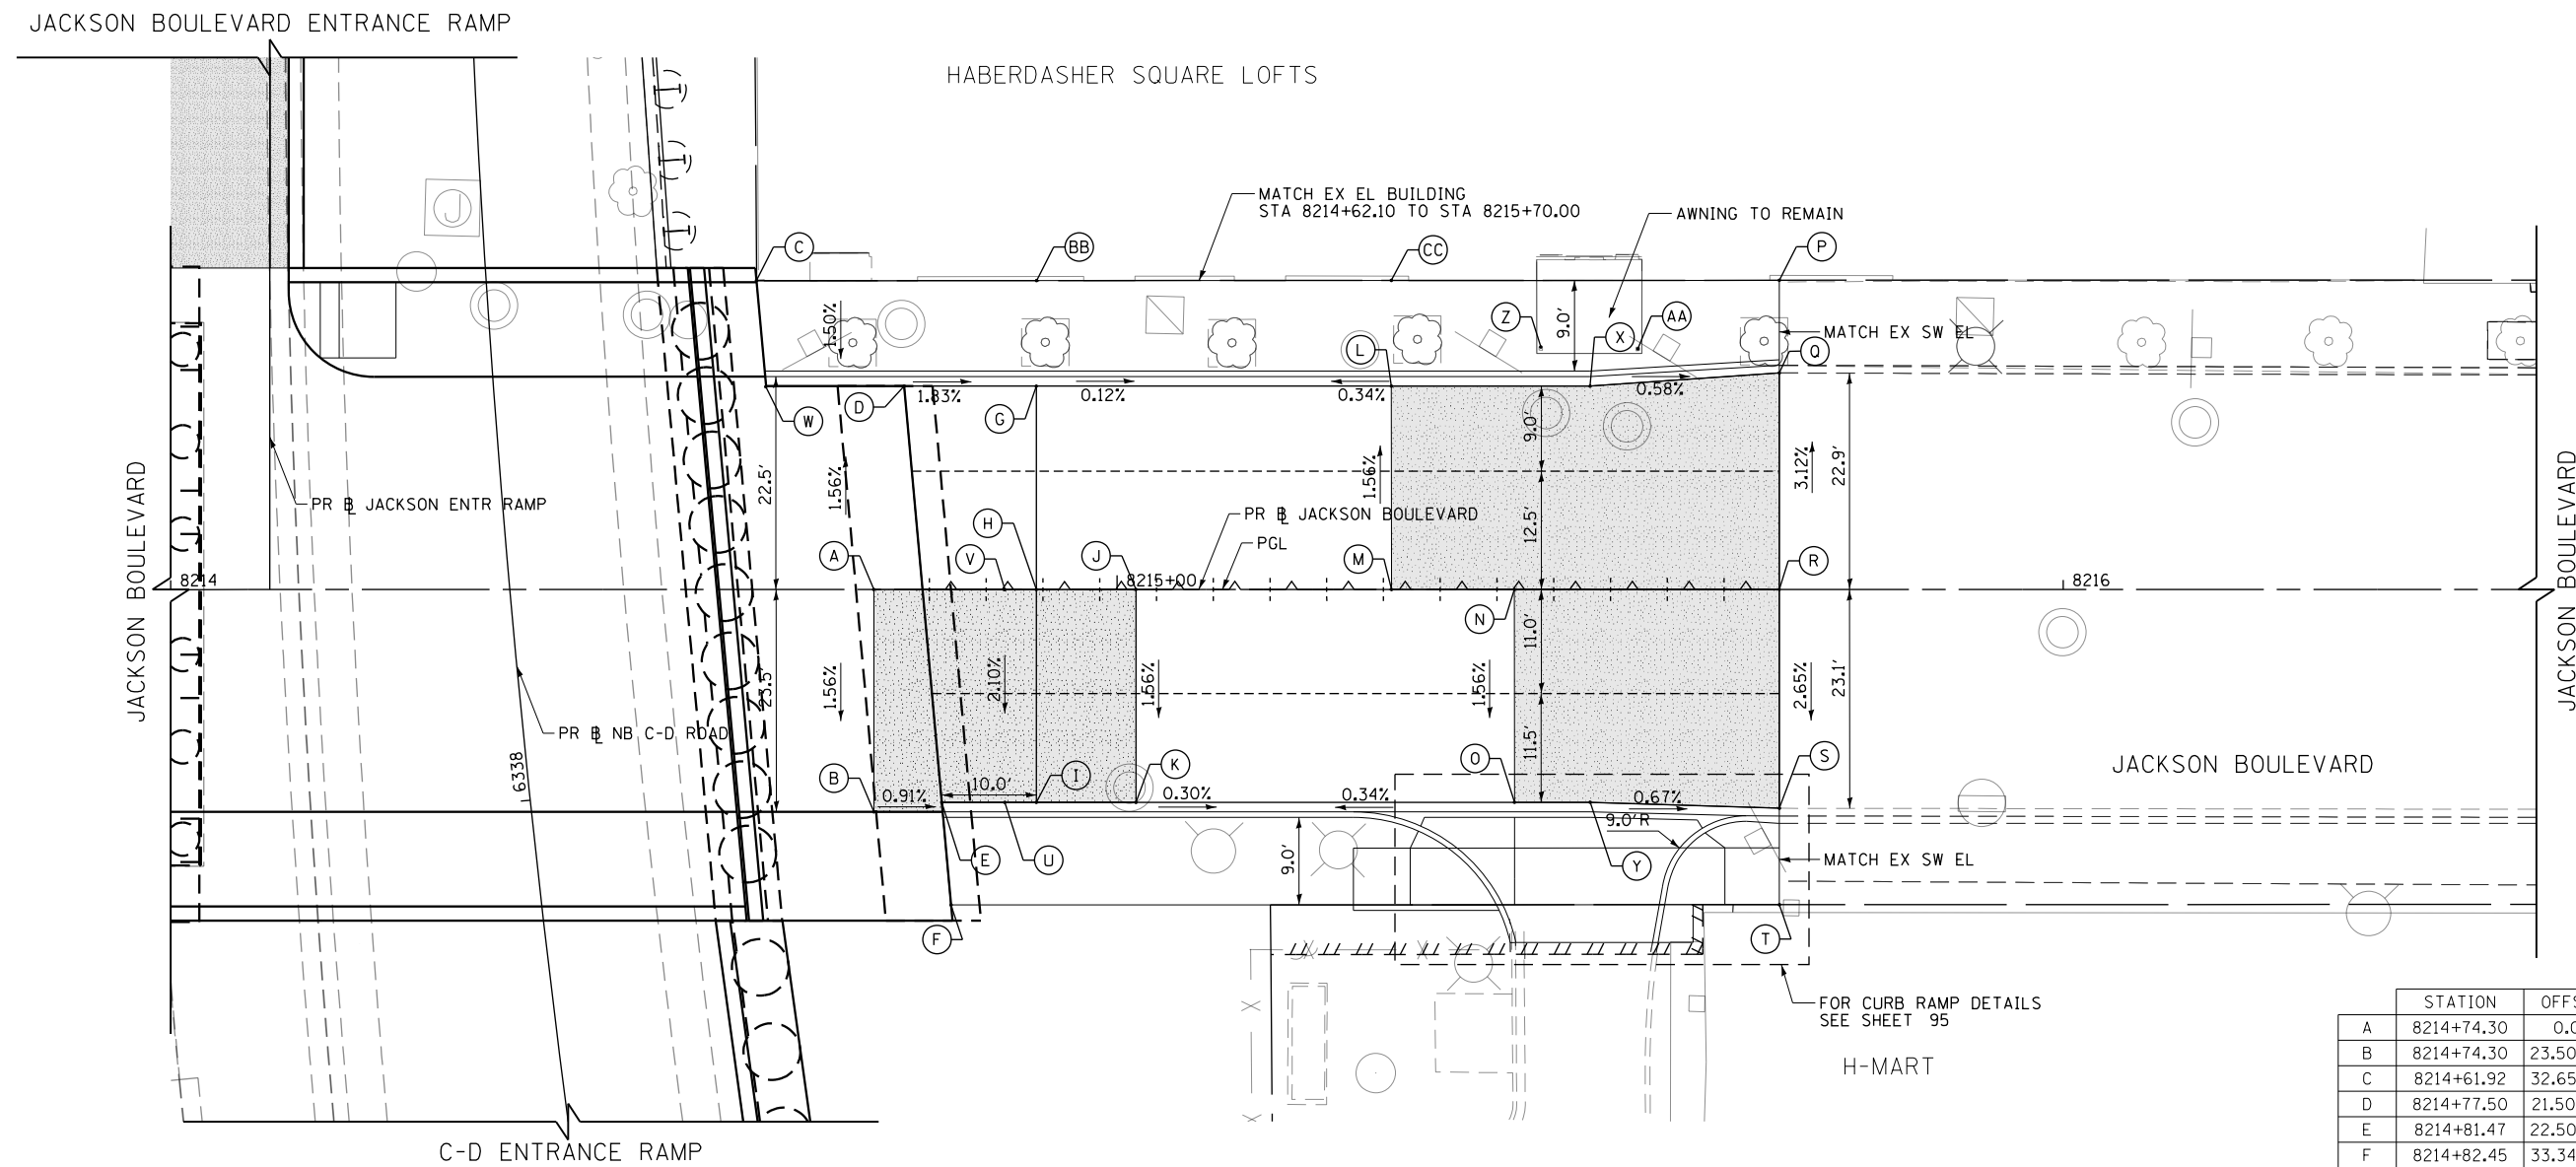 JACKSON BOULEVARD ENTRANCE RAMP
HABERDASHER SQUARE LOFTS
J
MATCH EX EL BUILDING
STA 8214+62.10 TO STA 8215+70.00
AWNING TO REMAIN
C
BB
CC
P
Z
AA
X
9.0'
1.50%
MATCH EX SW EL
L
Q
1.83%
0.12%
0.34%
0.58%
D
W
G
9.0'
22.5'
1.56%
1.56%
3.12%
22.9'
PR BL JACKSON ENTR RAMP
H
PR BL JACKSON BOULEVARD
12.5'
PGL
A
V
J
M
R
8214
8215+00
8216
JACKSON BOULEVARD
JACKSON BOULEVARD
N
11.0'
23.5'
1.56%
2.10%
1.56%
1.56%
2.65%
23.1'
PR BL NB C-D ROAD
11.5'
6338
B
I
K
O
S
JACKSON BOULEVARD
0.91%
10.0'
0.30%
0.34%
0.67%
9.0'R
E
U
9.0'
Y
MATCH EX SW EL
F
T
FOR CURB RAMP DETAILS
SEE SHEET 95
H-MART
C-D ENTRANCE RAMP
STATION OFFS
A 8214+74.30 0.0
B 8214+74.30 23.50
C 8214+61.92 32.65
D 8214+77.50 21.50
E 8214+81.47 22.50
F 8214+82.45 33.34